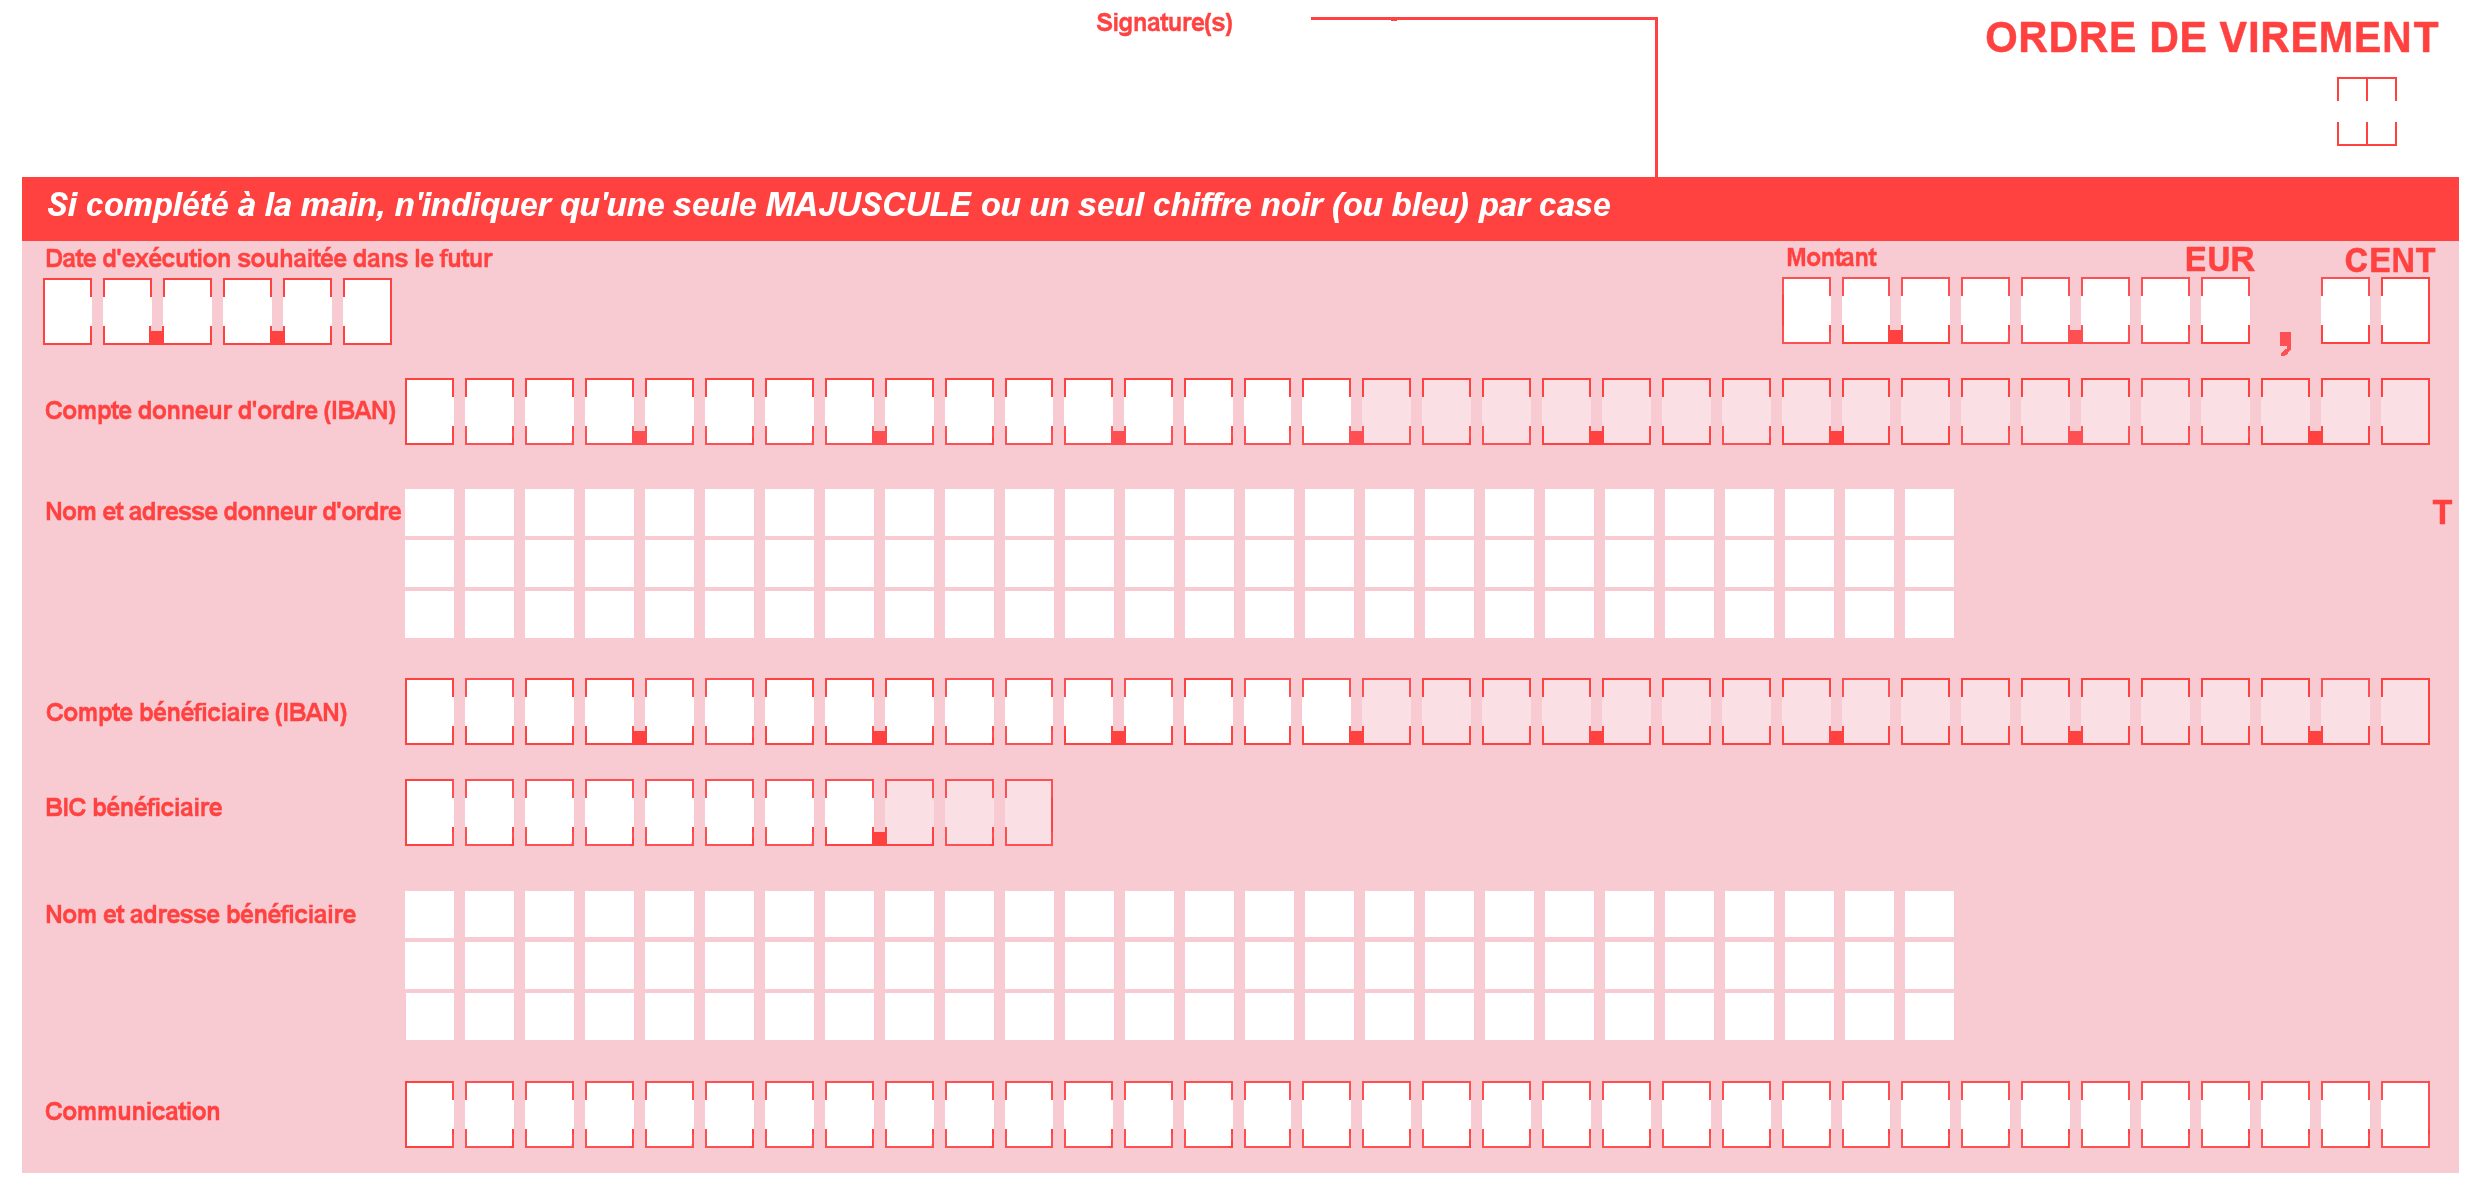 Signature(s)
ORDRE DE VIREMENT
Si complété à la main, n'indiquer qu'une seule MAJUSCULE ou un seul chiffre noir (ou bleu) par case
Date d'exécution souhaitée dans le futur
Montant EUR CENT
,
Compte donneur d'ordre (IBAN)
Nom et adresse donneur d'ordre
T
Compte bénéficiaire (IBAN)
BIC bénéficiaire
Nom et adresse bénéficiaire
Communication